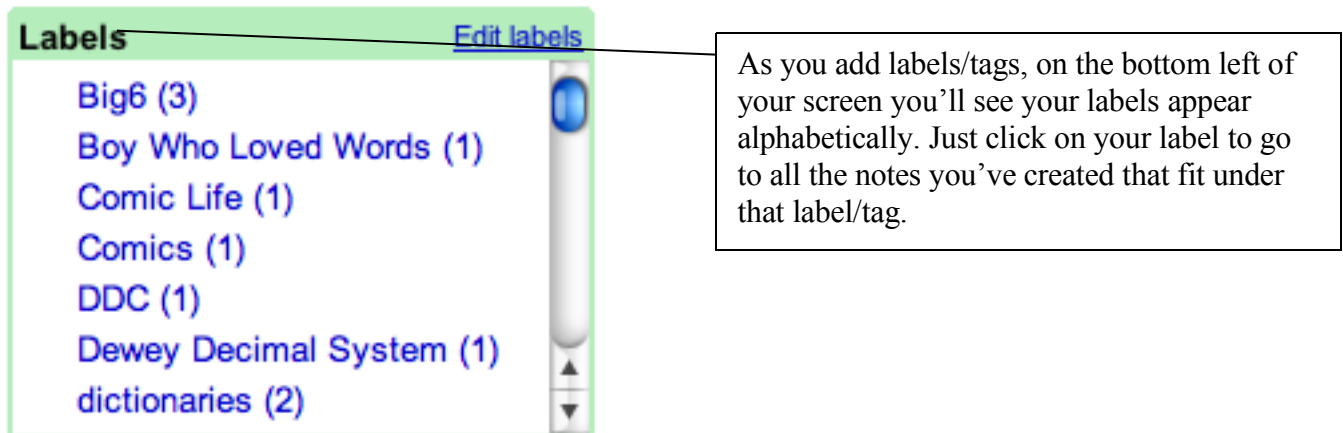 Labels Edit labels
Big6 (3)
Boy Who Loved Words (1)
Comic Life (1)
Comics (1)
DDC (1)
Dewey Decimal System (1)
dictionaries (2)
As you add labels/tags, on the bottom left of
your screen you’ll see your labels appear
alphabetically. Just click on your label to go
to all the notes you’ve created that fit under
that label/tag.